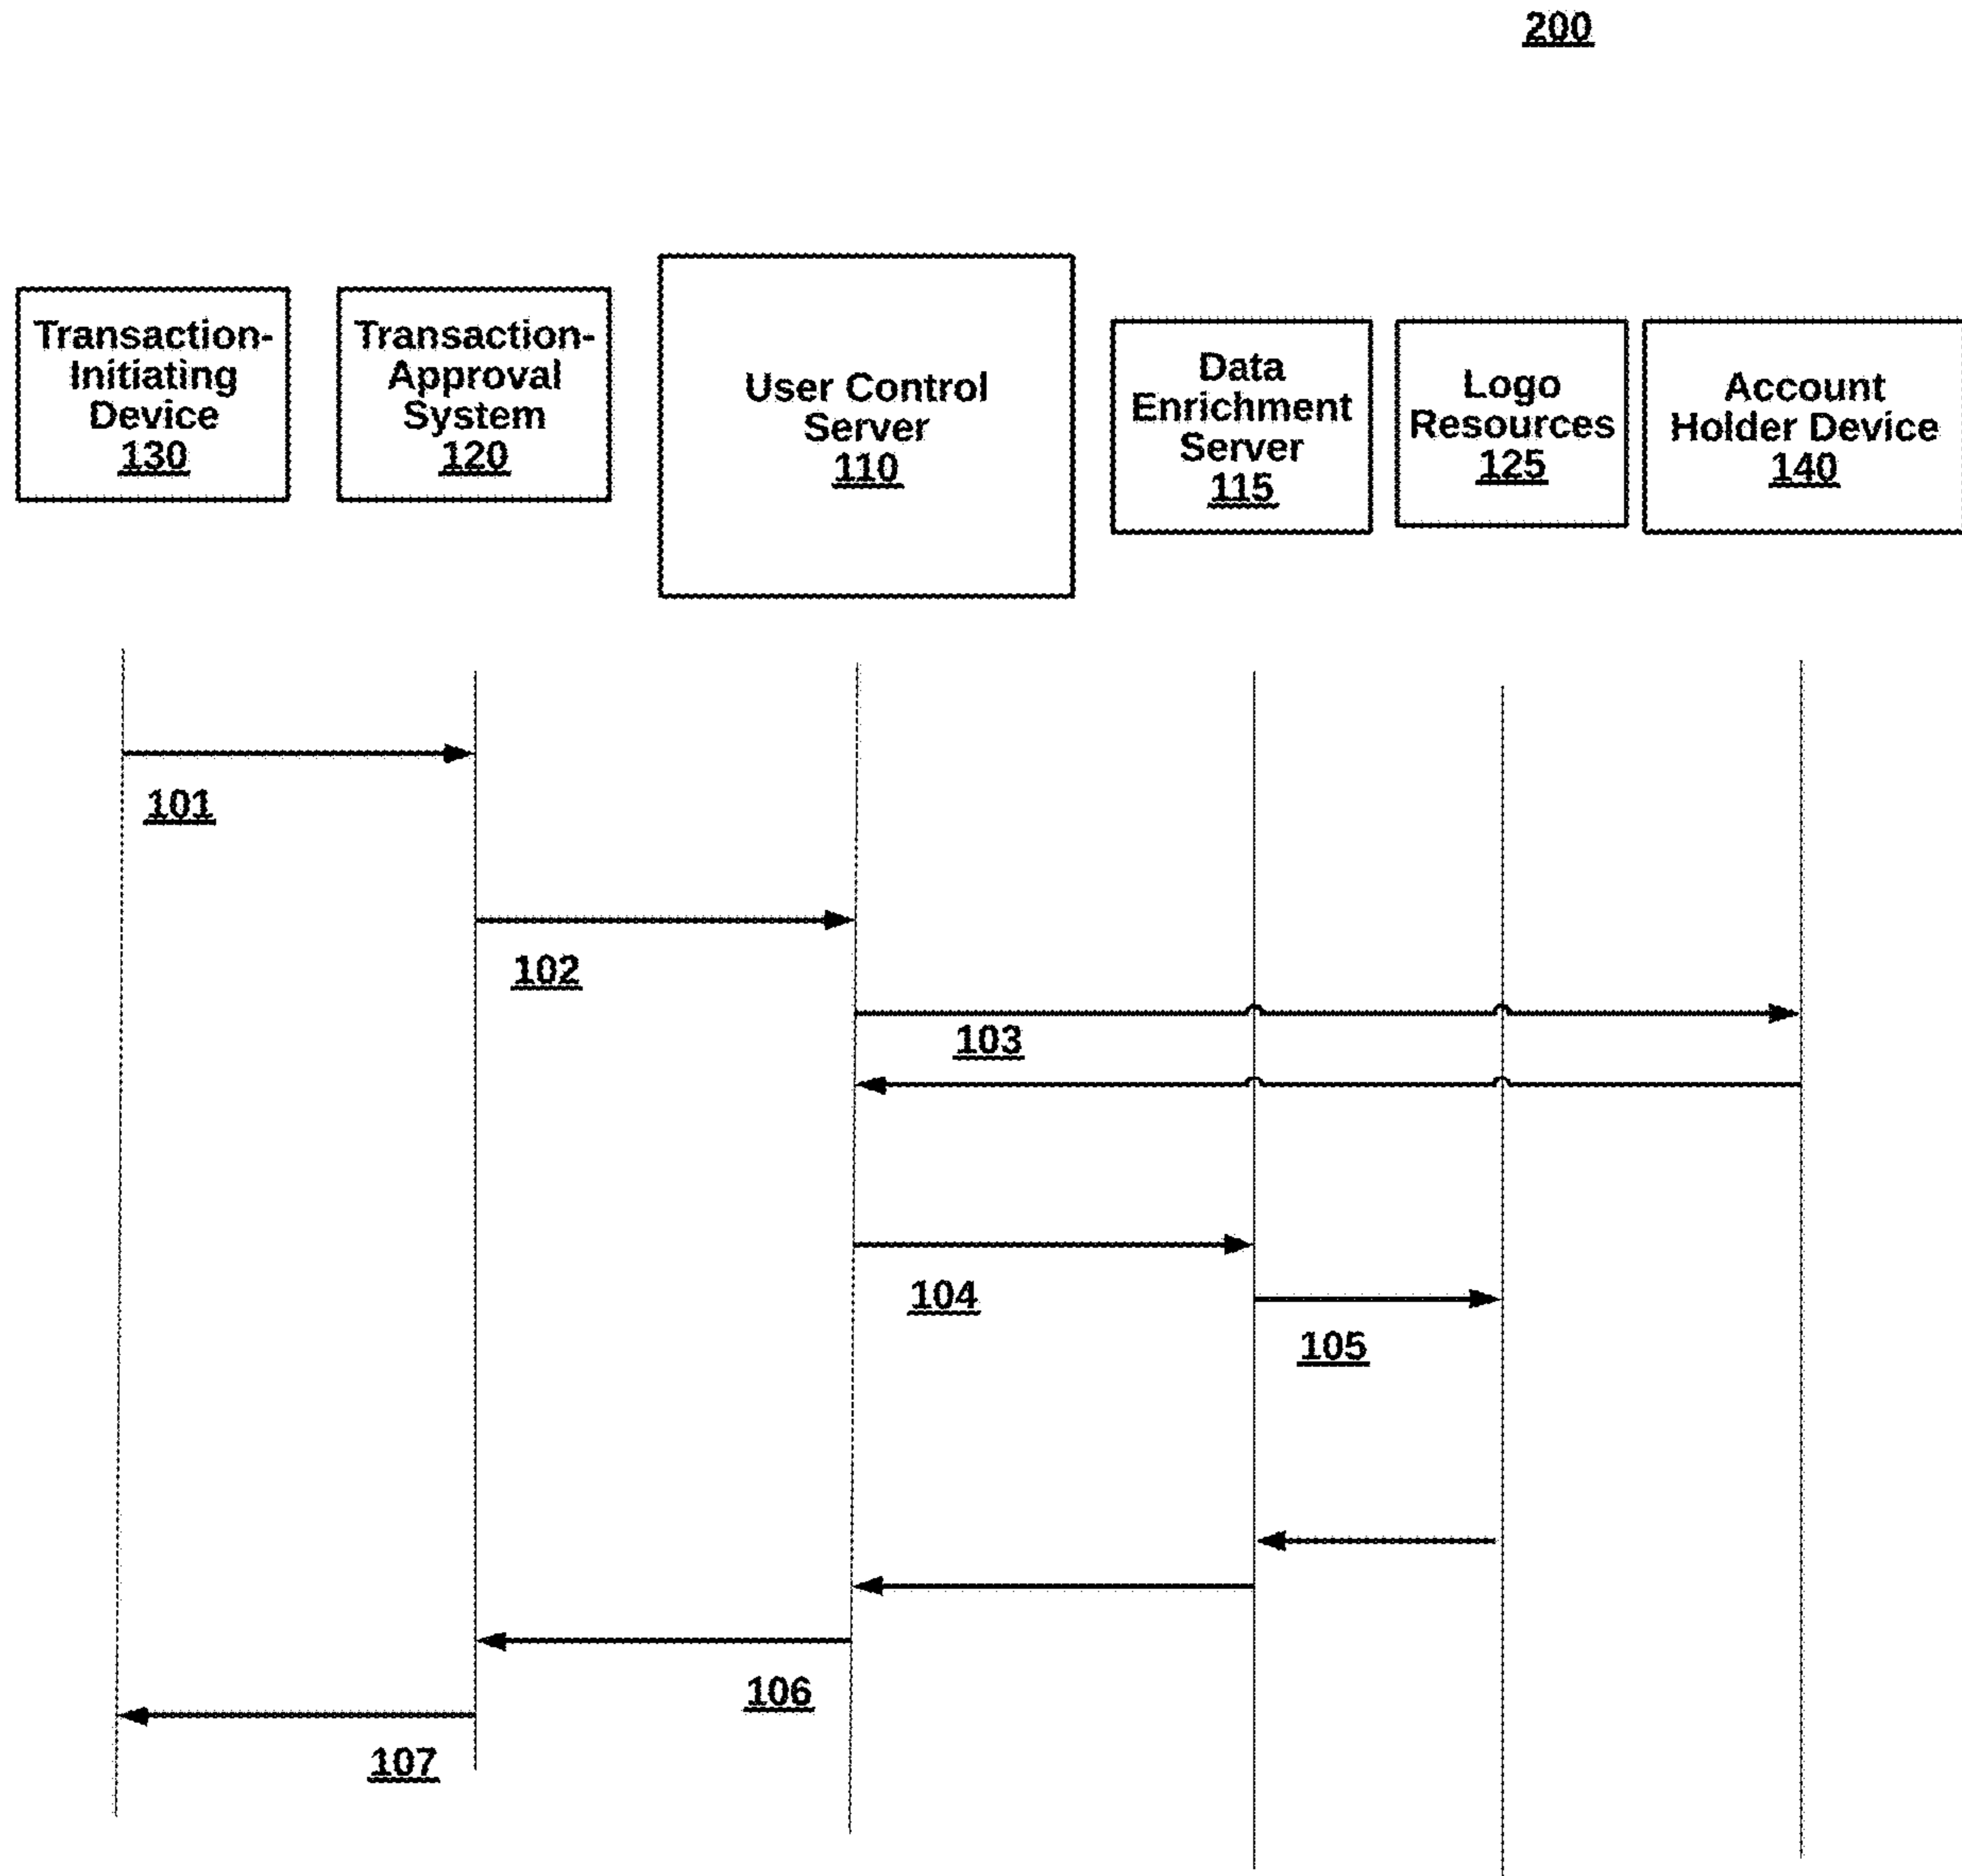 200
Transaction-
Initiating
Device
130
Transaction-
Approval
System
120
User Control
Server
110
Data
Enrichment
Server
115
Logo
Resources
125
Account
Holder Device
140
101
102
103
104
105
106
107